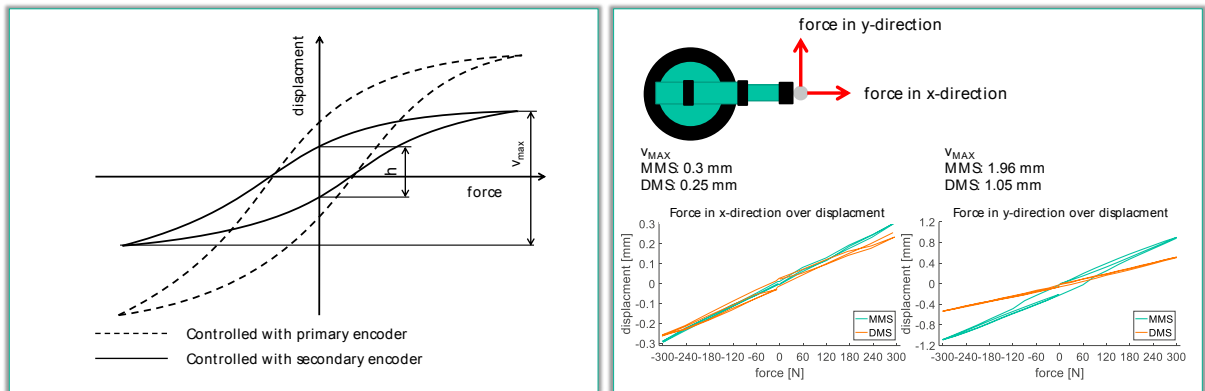 displacment
force
h
vmax
Controlled with primary encoder
Controlled with secondary encoder
force in y-direction
force in x-direction
vMAX
MMS: 0.3 mm
DMS: 0.25 mm
vMAX
MMS: 1.96 mm
DMS: 1.05 mm
Force in x-direction over displacment
displacment [mm]
0.3
0.2
0.1
0
-0.1
-0.2
-0.3
-300-240-180-120 -60 0 60 120 180 240 300
force [N]
MMS
DMS
Force in y-direction over displacment
displacment [mm]
1.2
0.8
0.4
0
-0.4
-0.8
-1.2
-300-240-180-120 -60 0 60 120 180 240 300
force [N]
MMS
DMS